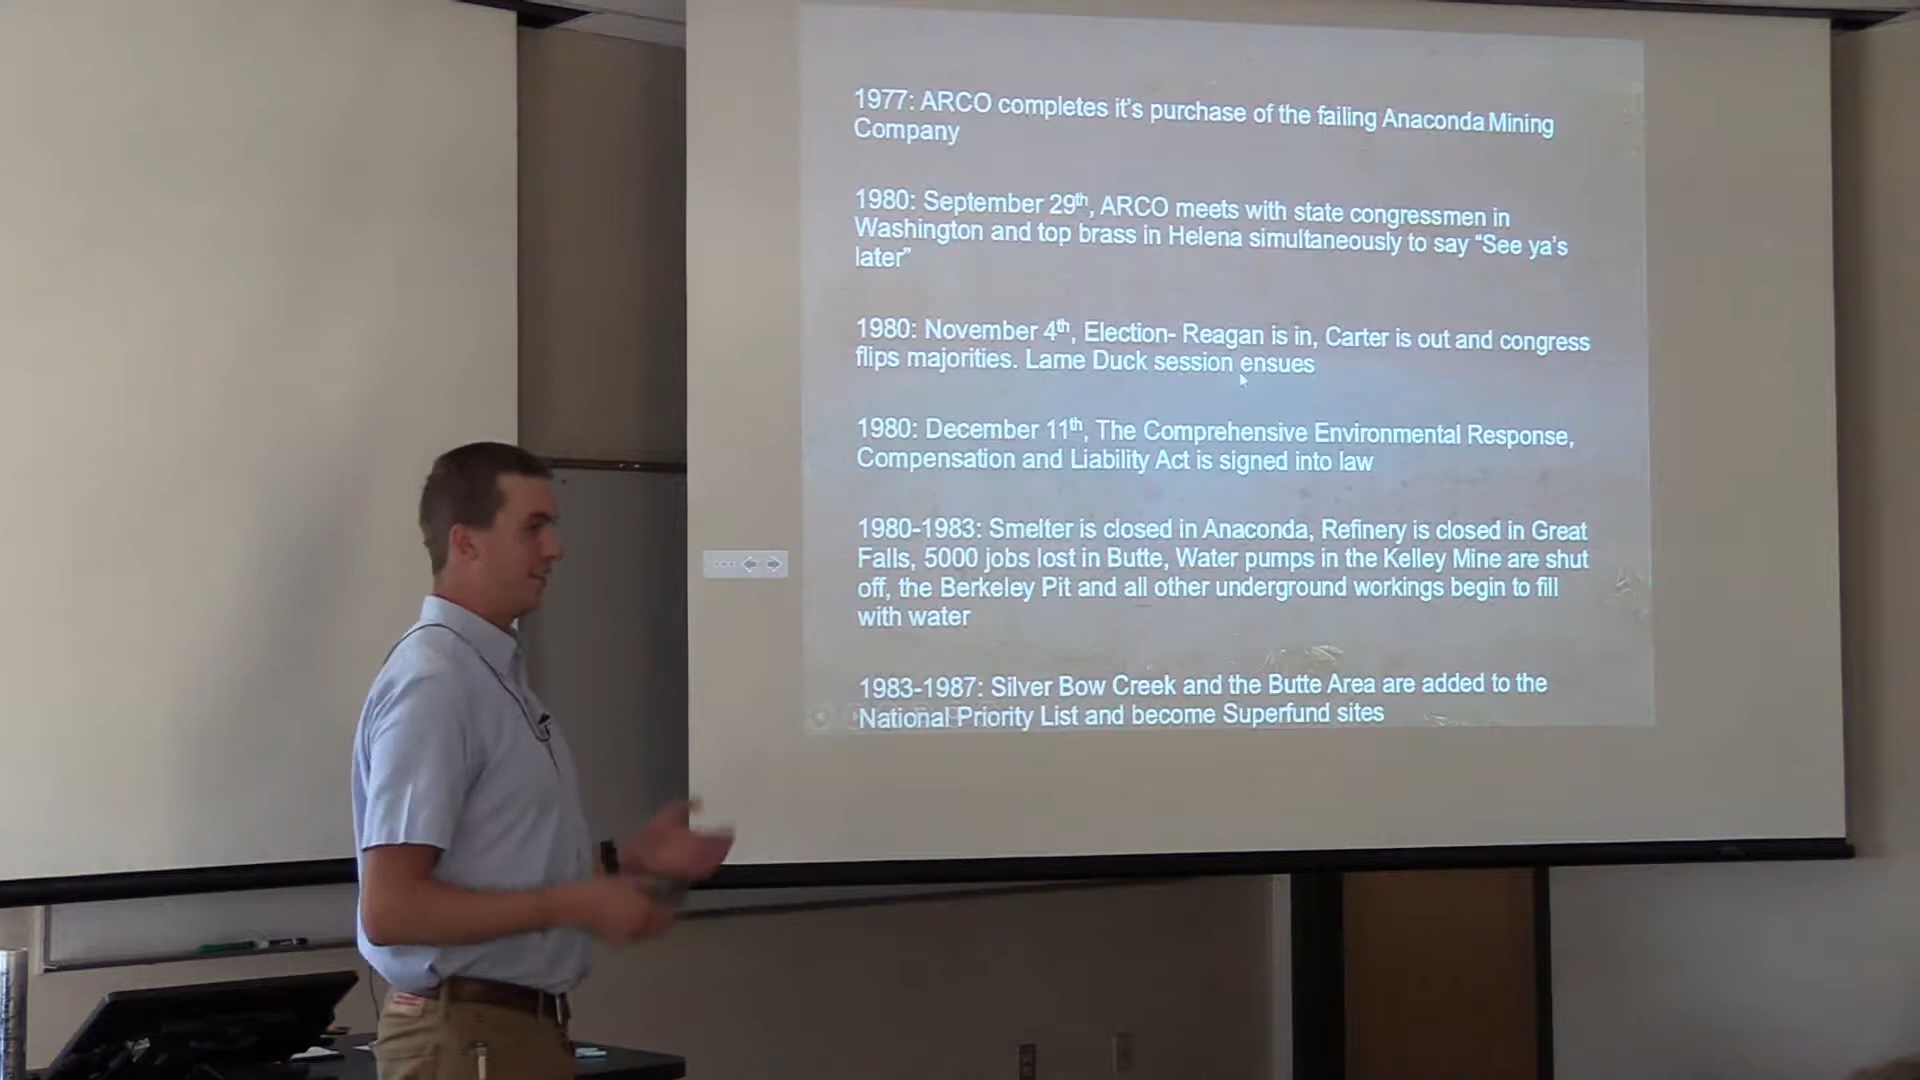 1977: ARCO completes it's purchase of the failing Anaconda Mining
Company
1980: September 29th, ARCO meets with state congressmen in
Washington and top brass in Helena simultaneously to say “See ya's
later”
1980: November 4th, Election- Reagan is in, Carter is out and congress
flips majorities. Lame Duck session ensues
1980: December 11th, The Comprehensive Environmental Response,
Compensation and Liability Act is signed into law
1980-1983: Smelter is closed in Anaconda, Refinery is closed in Great
Falls, 5000 jobs lost in Butte, Water pumps in the Kelley Mine are shut
off, the Berkeley Pit and all other underground workings begin to fill
with water
1983-1987: Silver Bow Creek and the Butte Area are added to the
National Priority List and become Superfund sites